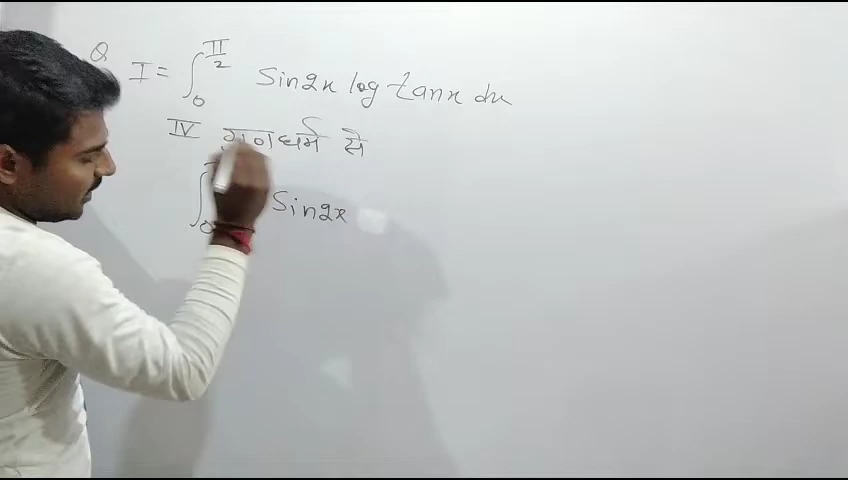 Q I = ∫₀^(π/2) Sin2x log tanx dx
IV गुणधर्म से
∫₀ Sin2x